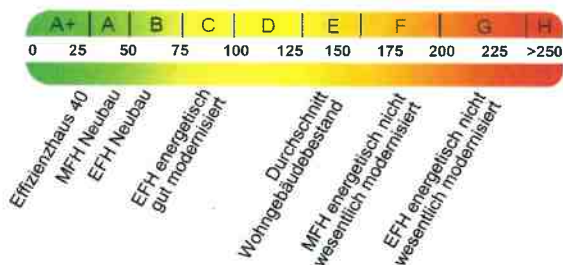 A+ A B C D E F G H
0 25 50 75 100 125 150 175 200 225 >250
Effizienzhaus 40
MFH Neubau
EFH Neubau
EFH energetisch
gut modernisiert
Durchschnitt
Wohngebäudebestand
MFH energetisch nicht
wesentlich modernisiert
EFH energetisch nicht
wesentlich modernisiert